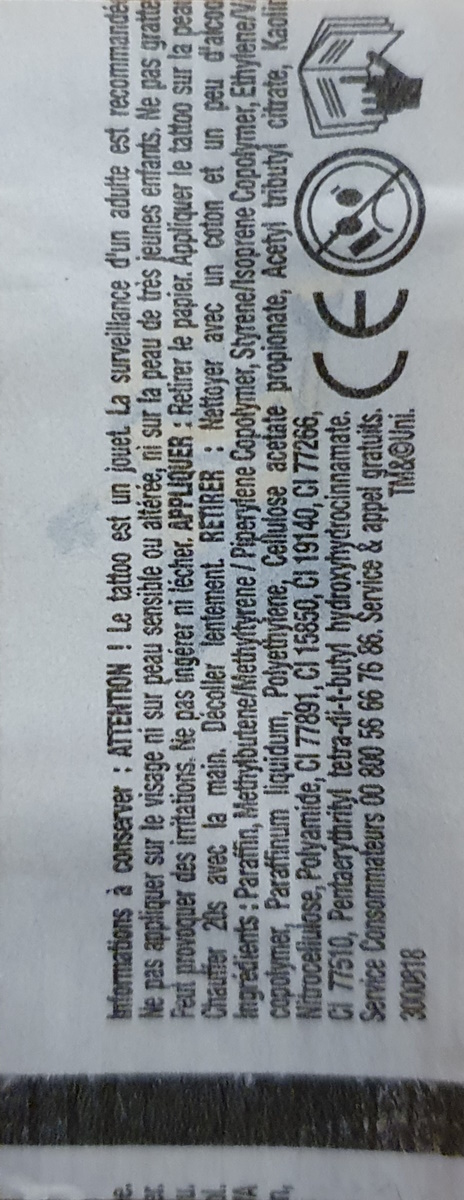 Informations à conserver : ATTENTION ! Le tattoo est un jouet. La surveillance d'un adulte est recommandé
Ne pas appliquer sur le visage ni sur peau sensible ou altérée, ni sur la peau de très jeunes enfants. Ne pas gratte
Peut provoquer des irritations. Ne pas ingérer ni lécher. APPLIQUER : Retirer le papier. Appliquer le tattoo sur la peau
Chauffer 20s avec la main. Décoller lentement. RETIRER : Nettoyer avec un coton et un peu d'alcool
Ingrédients : Paraffin, Methylbutene/Methylstyrene / Piperylene Copolymer, Styrene/Isoprene Copolymer, Ethylene/V
copolymer, Paraffinum liquidum, Polyethylene, Cellulose acetate propionate, Acetyl tributyl citrate, Kaolin
Nitrocellulose, Polyamide, CI 77891, CI 15850, CI 19140, CI 77266,
CI 77510, Pentaerythrityl tetra-di-t-butyl hydroxyhydrocinnamate.
Service Consommateurs 00 800 56 66 76 86. Service & appel gratuits.
TM&©Uni.
3000818
CE